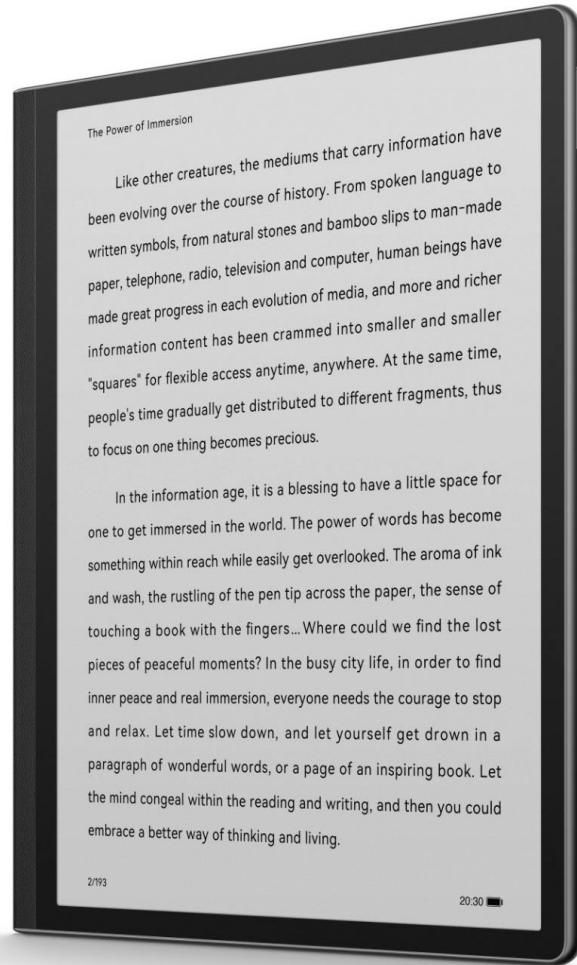 The Power of Immersion
Like other creatures, the mediums that carry information have
been evolving over the course of history. From spoken language to
written symbols, from natural stones and bamboo slips to man-made
paper, telephone, radio, television and computer, human beings have
made great progress in each evolution of media, and more and richer
information content has been crammed into smaller and smaller
"squares" for flexible access anytime, anywhere. At the same time,
people's time gradually get distributed to different fragments, thus
to focus on one thing becomes precious.
In the information age, it is a blessing to have a little space for
one to get immersed in the world. The power of words has become
something within reach while easily get overlooked. The aroma of ink
and wash, the rustling of the pen tip across the paper, the sense of
touching a book with the fingers... Where could we find the lost
pieces of peaceful moments? In the busy city life, in order to find
inner peace and real immersion, everyone needs the courage to stop
and relax. Let time slow down, and let yourself get drown in a
paragraph of wonderful words, or a page of an inspiring book. Let
the mind congeal within the reading and writing, and then you could
embrace a better way of thinking and living.
2/193
20:30